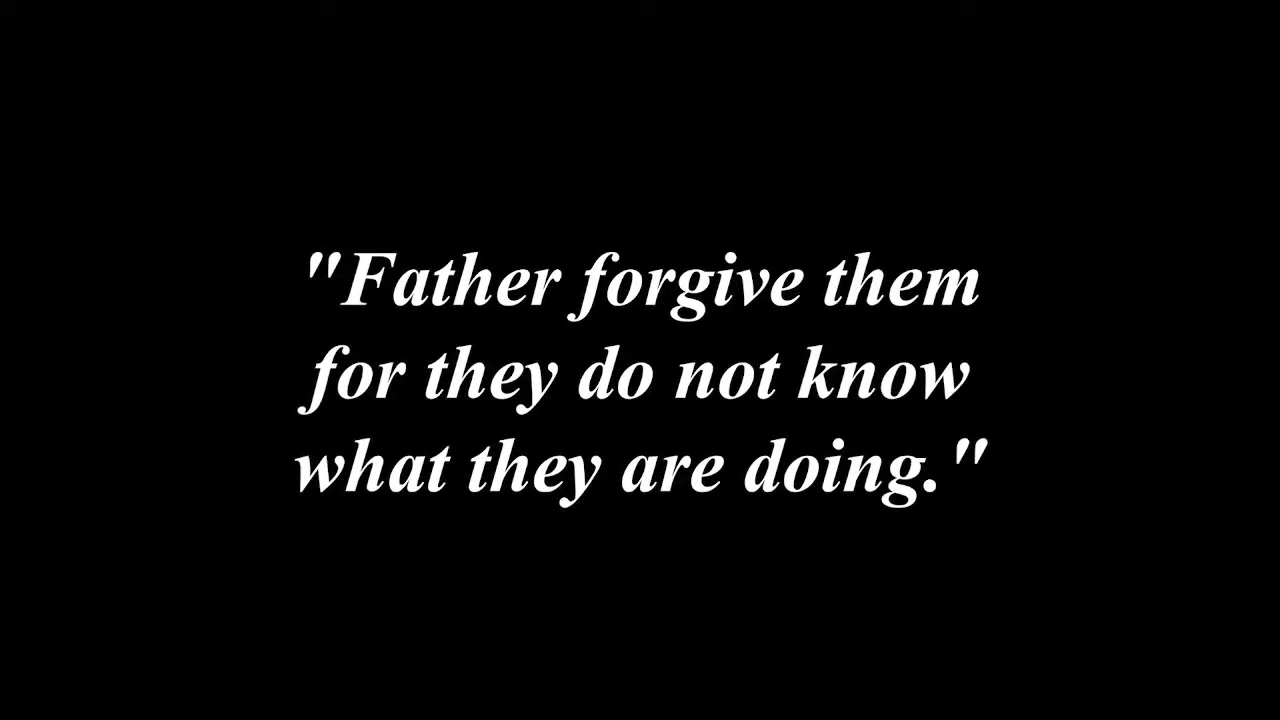 "Father forgive them
for they do not know
what they are doing."